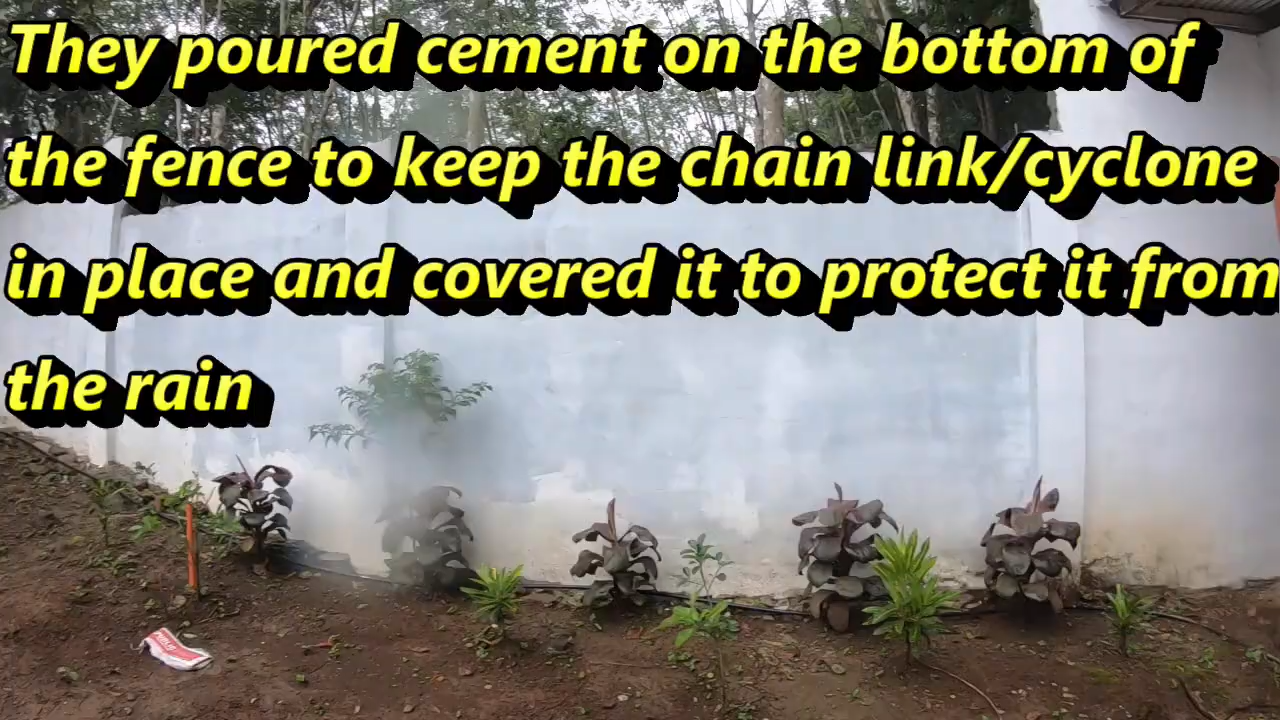 They poured cement on the bottom of
the fence to keep the chain link/cyclone
in place and covered it to protect it from
the rain